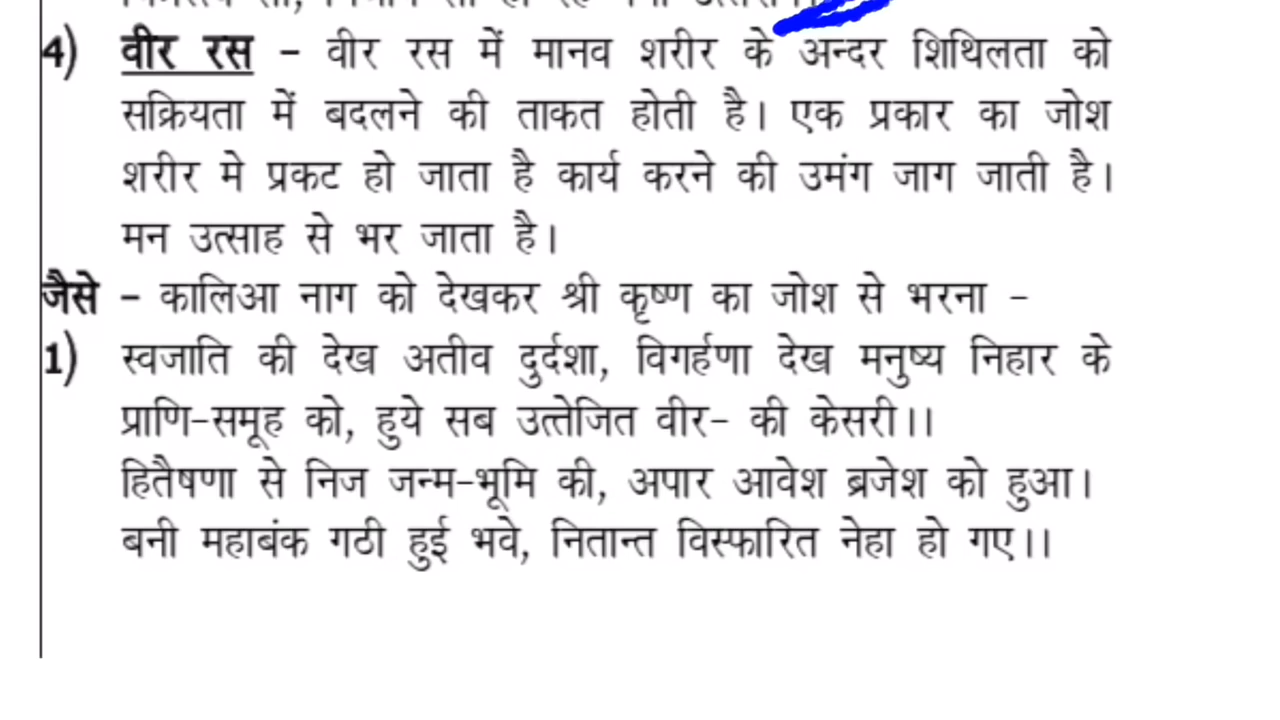 4) वीर रस - वीर रस में मानव शरीर के अन्दर शिथिलता को
सक्रियता में बदलने की ताकत होती है। एक प्रकार का जोश
शरीर मे प्रकट हो जाता है कार्य करने की उमंग जाग जाती है।
मन उत्साह से भर जाता है।
जैसे - कालिआ नाग को देखकर श्री कृष्ण का जोश से भरना -
1) स्वजाति की देख अतीव दुर्दशा, विगर्हणा देख मनुष्य निहार के
प्राणि-समूह को, हुये सब उत्तेजित वीर- की केसरी।।
हितैषणा से निज जन्म-भूमि की, अपार आवेश ब्रजेश को हुआ।
बनी महाबंक गठी हुई भवे, नितान्त विस्फारित नेहा हो गए।।